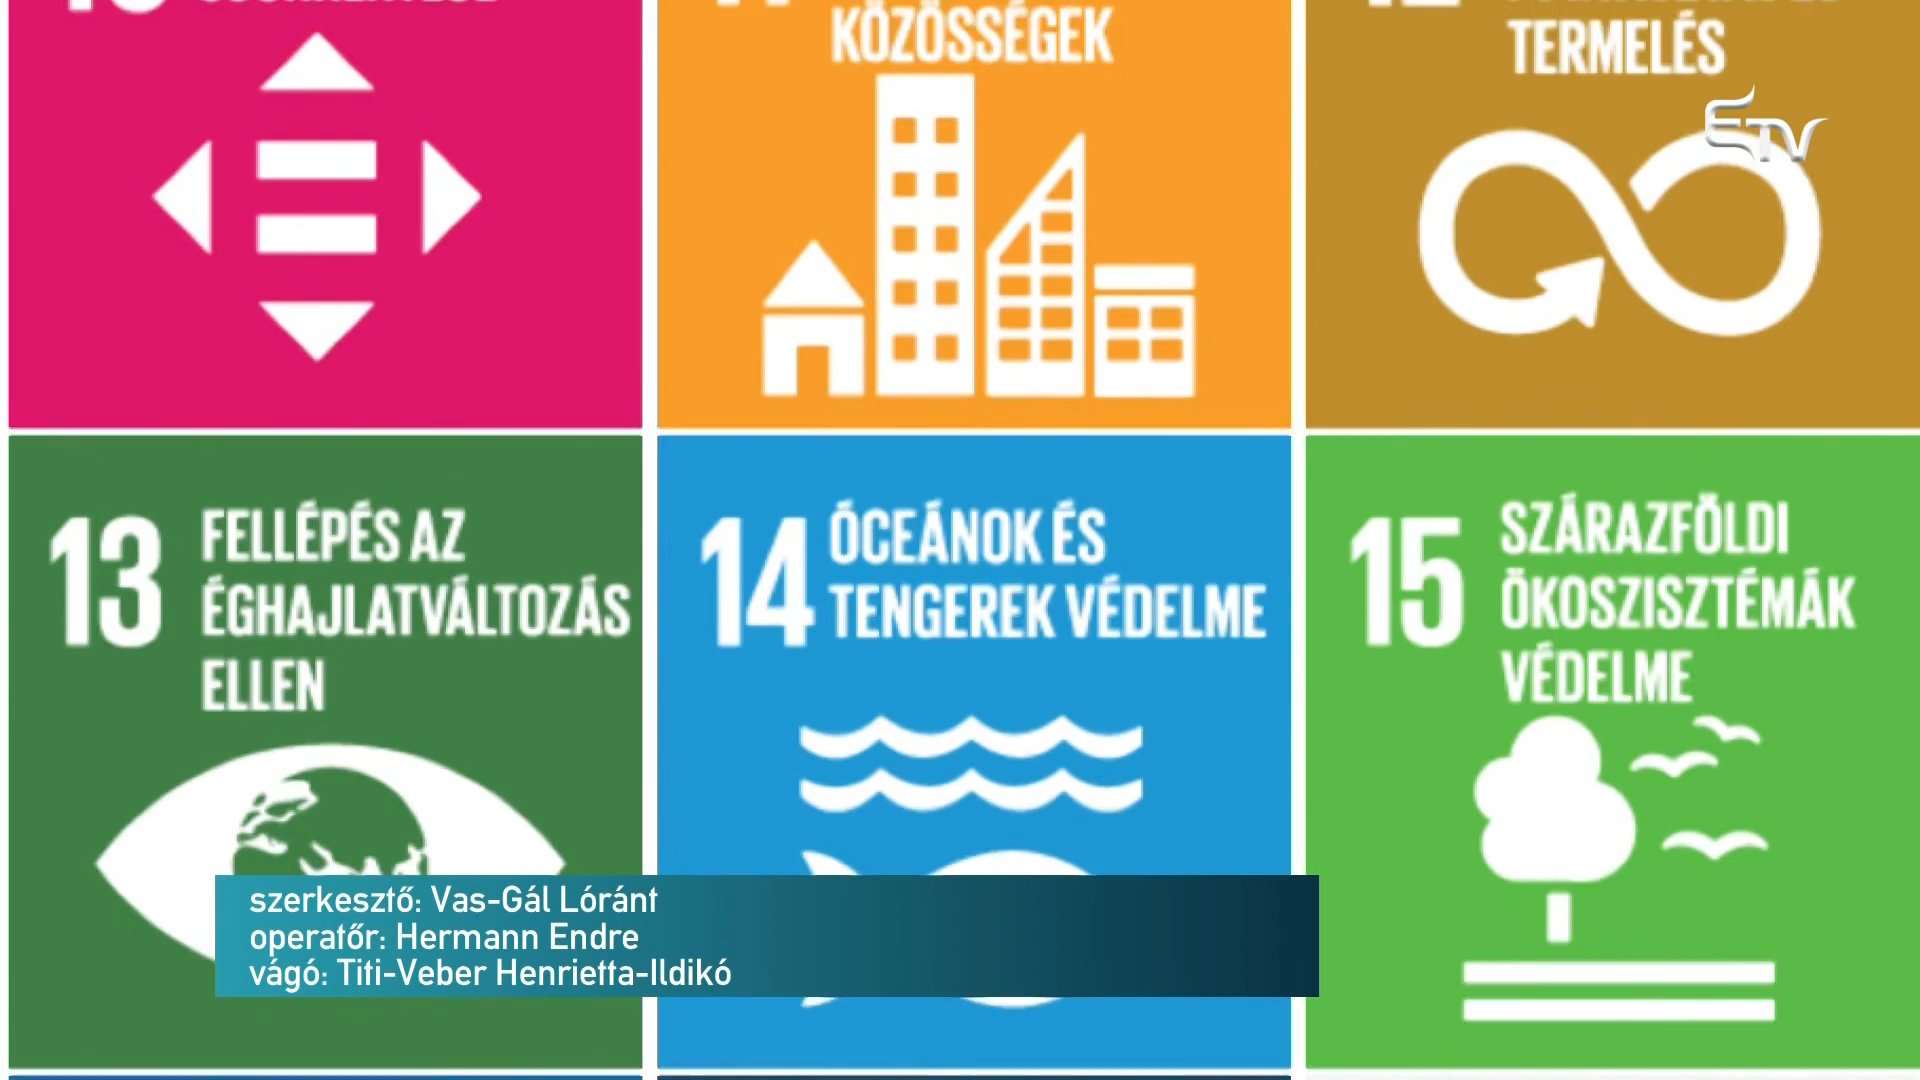 KÖZÖSSÉGEK
TERMELÉS
ETV
13
FELLÉPÉS AZ
ÉGHAJLATVÁLTOZÁS
ELLEN
14
ÓCEÁNOK ÉS
TENGEREK VÉDELME
15
SZÁRAZFÖLDI
ÖKOSZISZTÉMÁK
VÉDELME
szerkesztő: Vas-Gál Lóránt
operatőr: Hermann Endre
vágó: Titi-Veber Henrietta-Ildikó